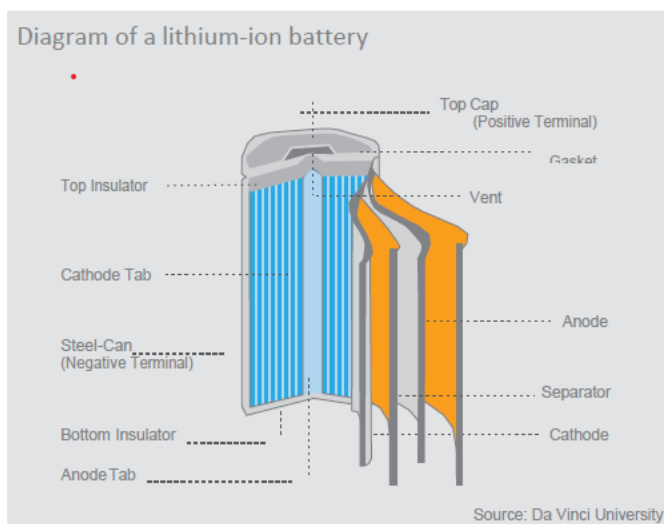 Diagram of a lithium-ion battery
Top Cap
(Positive Terminal)
Gasket
Top Insulator
Vent
Cathode Tab
Anode
Steel-Can
(Negative Terminal)
Separator
Bottom Insulator
Cathode
Anode Tab
Source: Da Vinci University